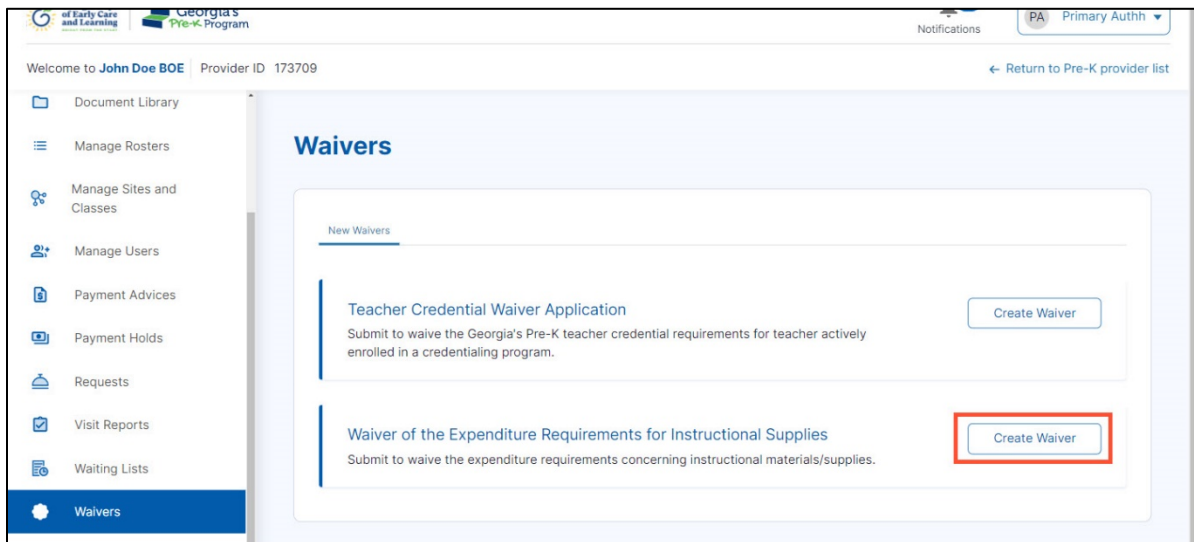 of Early Care
and Learning
Georgia's
Pre-K Program
Notifications
PA Primary Authh
Welcome to John Doe BOE Provider ID 173709
← Return to Pre-K provider list
Document Library
Manage Rosters
Manage Sites and
Classes
Manage Users
Payment Advices
Payment Holds
Requests
Visit Reports
Waiting Lists
Waivers
Waivers
New Waivers
Teacher Credential Waiver Application
Submit to waive the Georgia's Pre-K teacher credential requirements for teacher actively
enrolled in a credentialing program.
Create Waiver
Waiver of the Expenditure Requirements for Instructional Supplies
Submit to waive the expenditure requirements concerning instructional materials/supplies.
Create Waiver